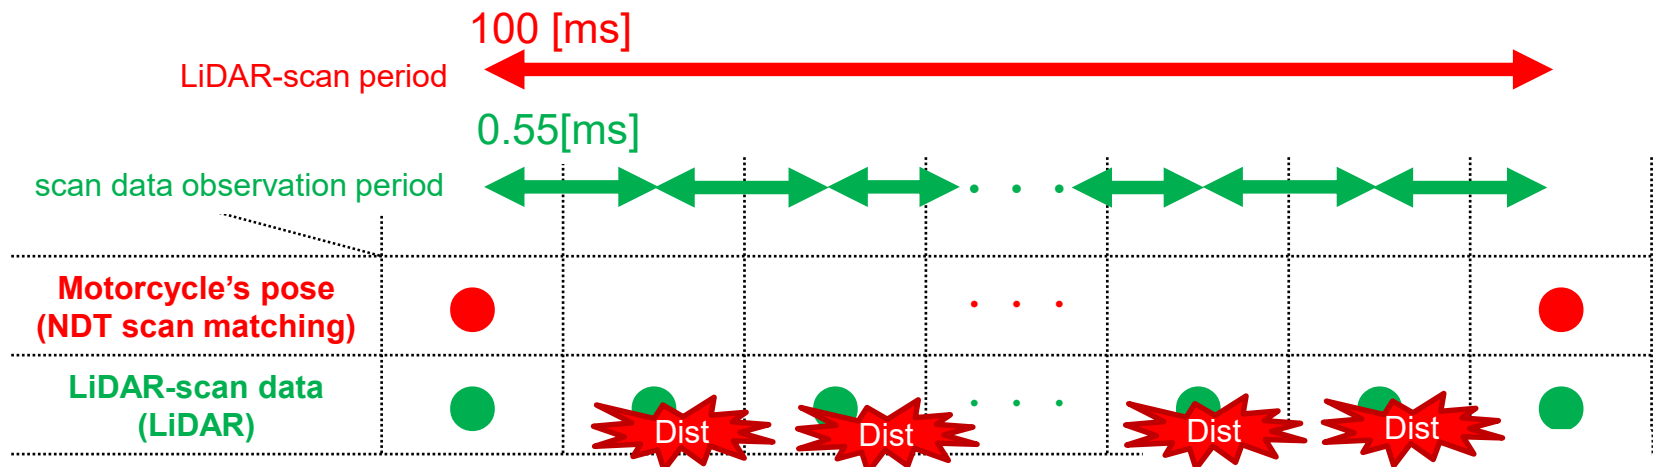 100 [ms]
LiDAR-scan period
0.55[ms]
scan data observation period
Motorcycle's pose
(NDT scan matching)
LiDAR-scan data
(LiDAR)
Dist
Dist
Dist
Dist